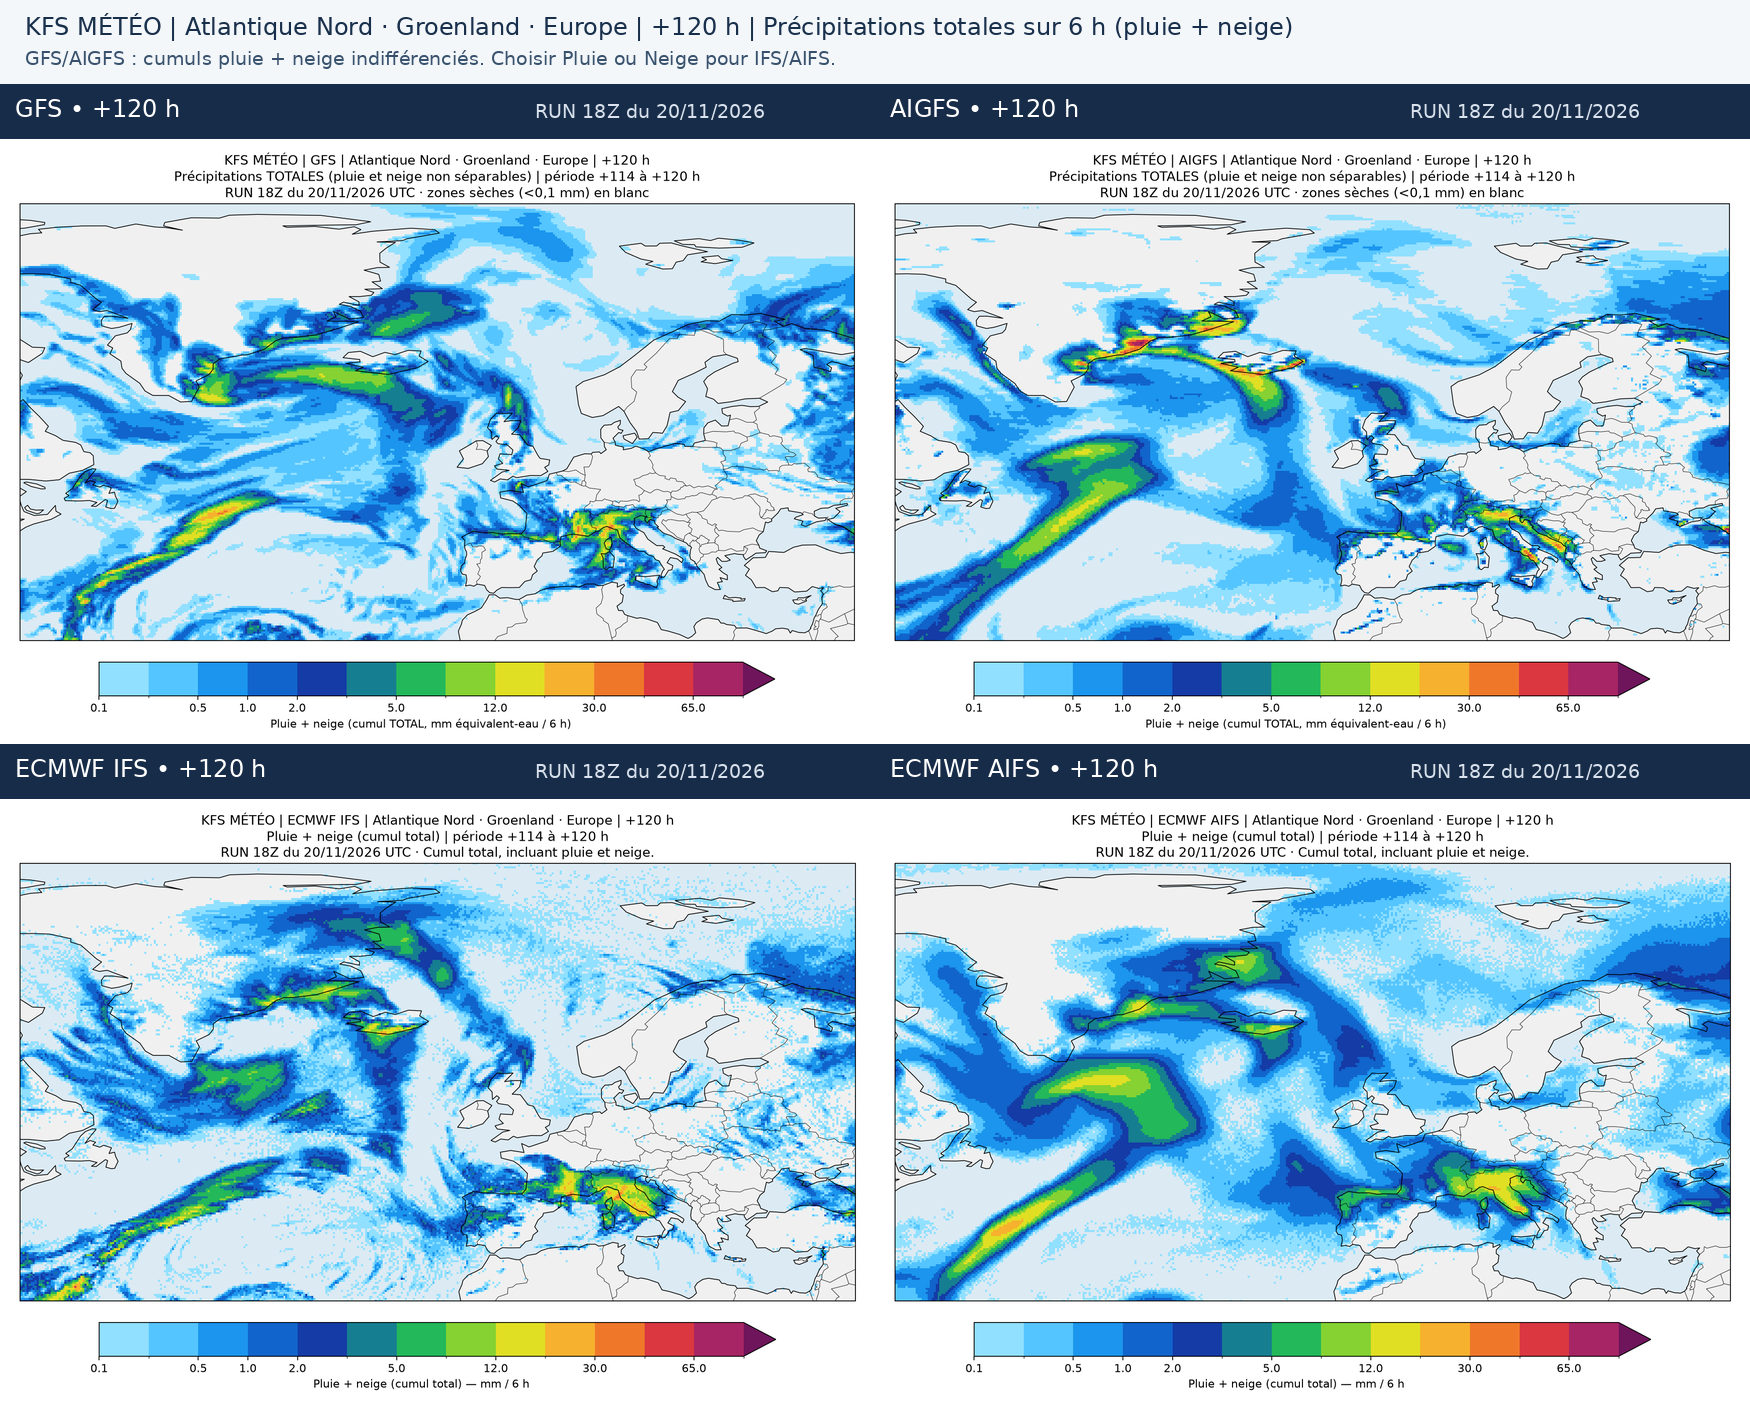 KFS MÉTÉO | Atlantique Nord · Groenland · Europe | +120 h | Précipitations totales sur 6 h (pluie + neige)
GFS/AIGFS : cumuls pluie + neige indifférenciés. Choisir Pluie ou Neige pour IFS/AIFS.
GFS • +120 h RUN 18Z du 20/11/2026
KFS MÉTÉO | GFS | Atlantique Nord · Groenland · Europe | +120 h
Précipitations TOTALES (pluie et neige non séparables) | période +114 à +120 h
RUN 18Z du 20/11/2026 UTC · zones sèches (<0,1 mm) en blanc
0.1 0.5 1.0 2.0 5.0 12.0 30.0 65.0
Pluie + neige (cumul TOTAL, mm équivalent-eau / 6 h)
AIGFS • +120 h RUN 18Z du 20/11/2026
KFS MÉTÉO | AIGFS | Atlantique Nord · Groenland · Europe | +120 h
Précipitations TOTALES (pluie et neige non séparables) | période +114 à +120 h
RUN 18Z du 20/11/2026 UTC · zones sèches (<0,1 mm) en blanc
0.1 0.5 1.0 2.0 5.0 12.0 30.0 65.0
Pluie + neige (cumul TOTAL, mm équivalent-eau / 6 h)
ECMWF IFS • +120 h RUN 18Z du 20/11/2026
KFS MÉTÉO | ECMWF IFS | Atlantique Nord · Groenland · Europe | +120 h
Pluie + neige (cumul total) | période +114 à +120 h
RUN 18Z du 20/11/2026 UTC · Cumul total, incluant pluie et neige.
0.1 0.5 1.0 2.0 5.0 12.0 30.0 65.0
Pluie + neige (cumul total) — mm / 6 h
ECMWF AIFS • +120 h RUN 18Z du 20/11/2026
KFS MÉTÉO | ECMWF AIFS | Atlantique Nord · Groenland · Europe | +120 h
Pluie + neige (cumul total) | période +114 à +120 h
RUN 18Z du 20/11/2026 UTC · Cumul total, incluant pluie et neige.
0.1 0.5 1.0 2.0 5.0 12.0 30.0 65.0
Pluie + neige (cumul total) — mm / 6 h